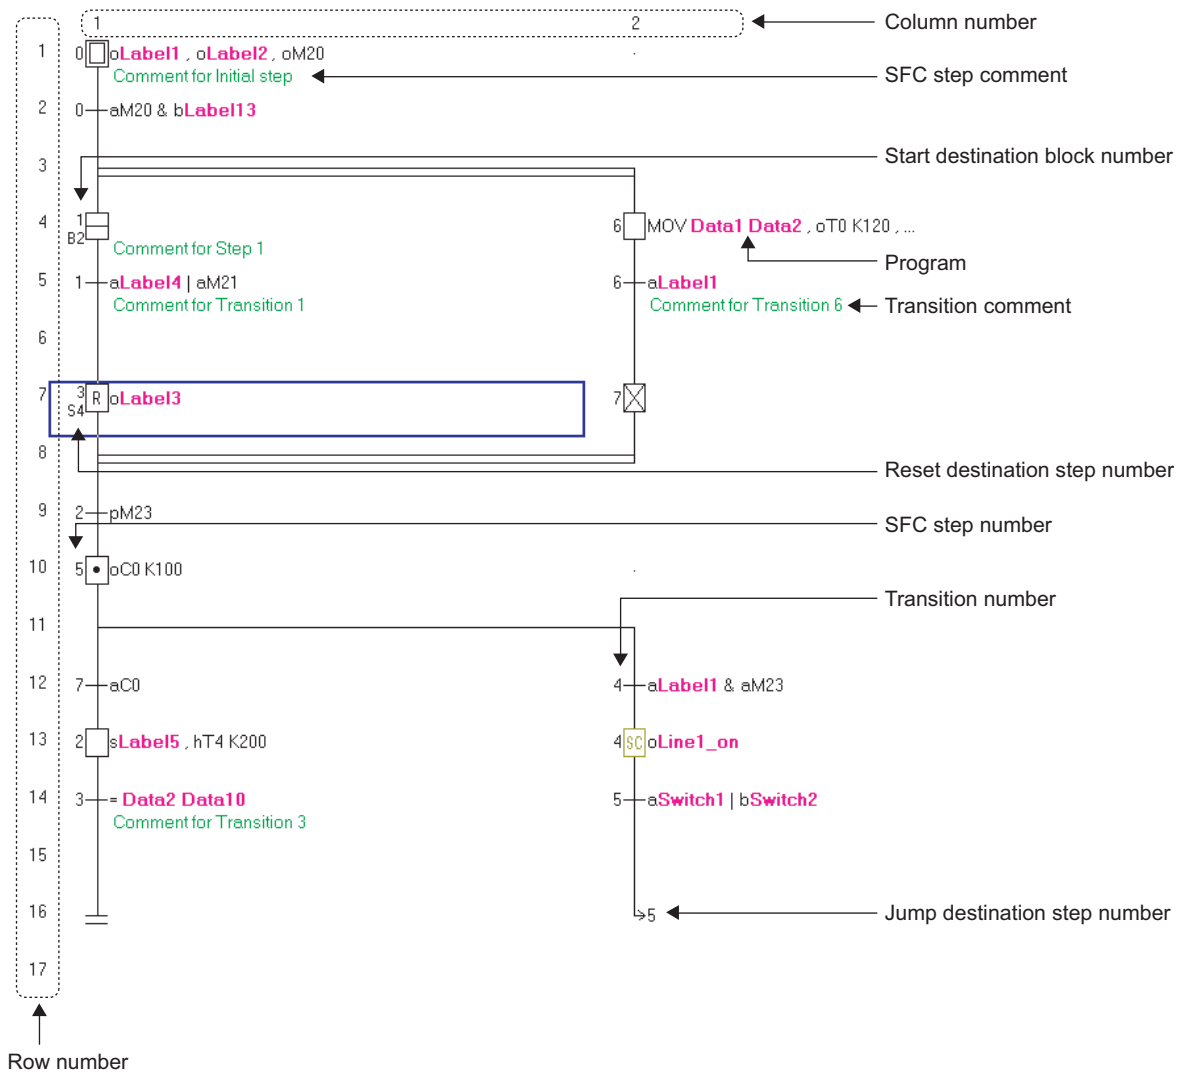 1 2 Column number
1 0 oLabel1 , oLabel2 , oM20
Comment for Initial step SFC step comment
2 0 aM20 & bLabel13
3 Start destination block number
4 1 6 MOV Data1 Data2 , oT0 K120 , ...
B2 Comment for Step 1
Program
5 1 aLabel4 | aM21 6 aLabel1
Comment for Transition 1 Comment for Transition 6 Transition comment
6
7 3 R oLabel3 7
S4
8
Reset destination step number
9 2 pM23
SFC step number
10 5 oC0 K100
Transition number
11
12 7 aC0 4 aLabel1 & aM23
13 2 sLabel5 , hT4 K200 4 SC oLine1_on
14 3 = Data2 Data10 5 aSwitch1 | bSwitch2
Comment for Transition 3
15
16 5 Jump destination step number
17
Row number